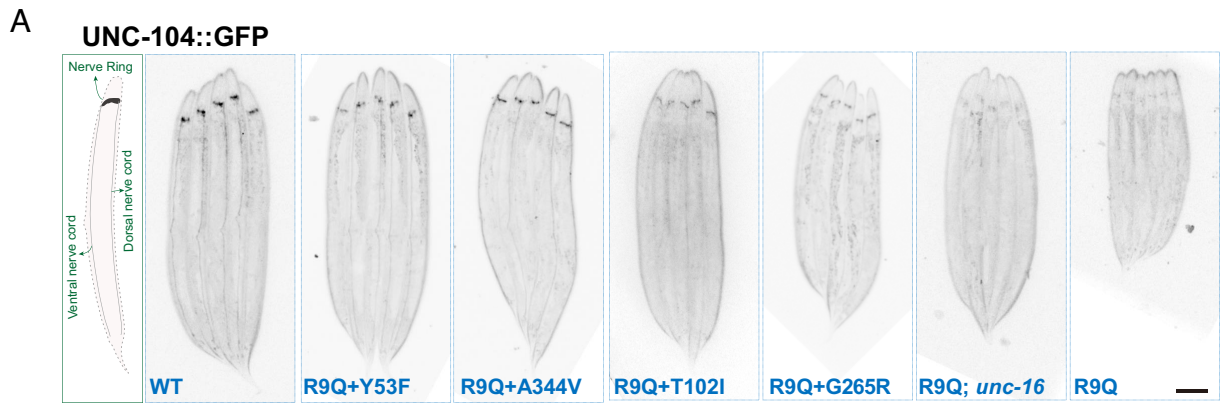 A
UNC-104::GFP
Nerve Ring
Ventral nerve cord
Dorsal nerve cord
WT
R9Q+Y53F
R9Q+A344V
R9Q+T102I
R9Q+G265R
R9Q; unc-16
R9Q